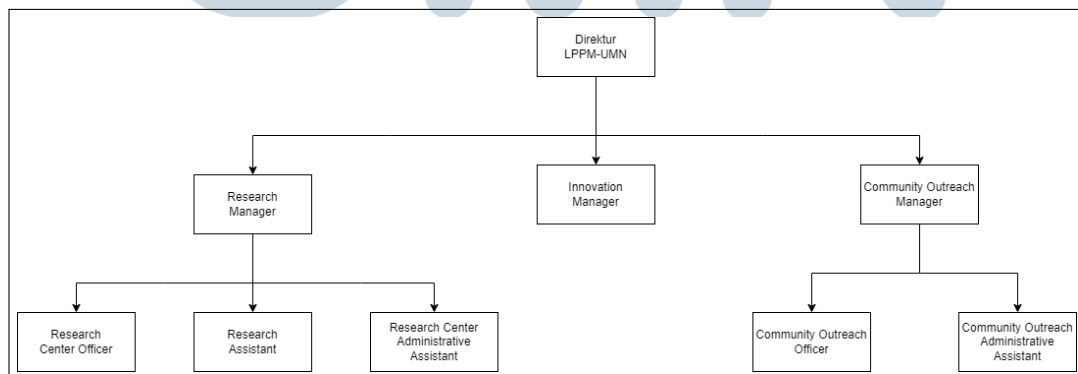 Direktur
LPPM-UMN
Research
Manager
Innovation
Manager
Community Outreach
Manager
Research
Center Officer
Research
Assistant
Research Center
Administrative
Assistant
Community Outreach
Officer
Community Outreach
Administrative
Assistant